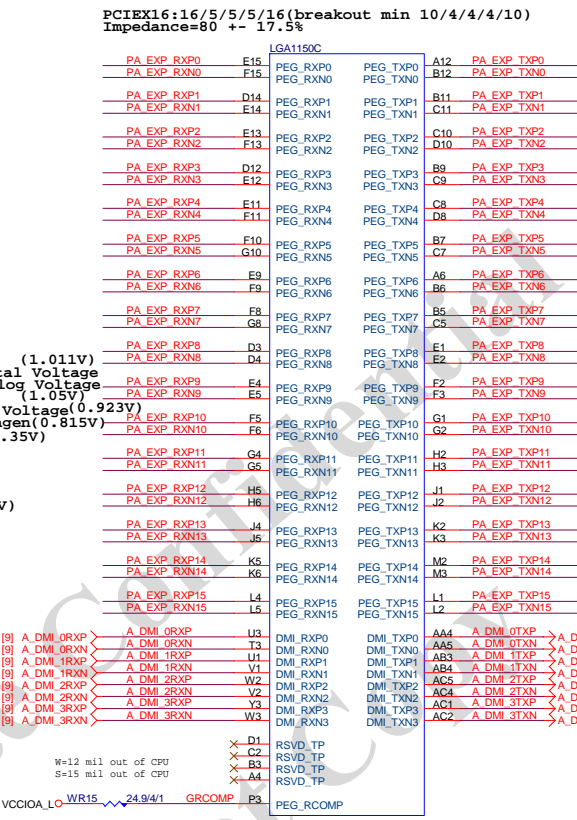 PCIEX16:16/5/5/5/16(breakout min 10/4/4/4/10)
Impedance=80 +- 17.5%
LGA1150C
PA_EXP_RXP0 E15 PEG_RXP0 PEG_TXP0 A12 PA_EXP_TXP0
PA_EXP_RXN0 F15 PEG_RXN0 PEG_TXN0 B12 PA_EXP_TXN0
PA_EXP_RXP1 D14 PEG_RXP1 PEG_TXP1 B11 PA_EXP_TXP1
PA_EXP_RXN1 E14 PEG_RXN1 PEG_TXN1 C11 PA_EXP_TXN1
PA_EXP_RXP2 E13 PEG_RXP2 PEG_TXP2 C10 PA_EXP_TXP2
PA_EXP_RXN2 F13 PEG_RXN2 PEG_TXN2 D10 PA_EXP_TXN2
PA_EXP_RXP3 D12 PEG_RXP3 PEG_TXP3 B9 PA_EXP_TXP3
PA_EXP_RXN3 E12 PEG_RXN3 PEG_TXN3 C9 PA_EXP_TXN3
PA_EXP_RXP4 E11 PEG_RXP4 PEG_TXP4 C8 PA_EXP_TXP4
PA_EXP_RXN4 F11 PEG_RXN4 PEG_TXN4 D8 PA_EXP_TXN4
PA_EXP_RXP5 F10 PEG_RXP5 PEG_TXP5 B7 PA_EXP_TXP5
PA_EXP_RXN5 G10 PEG_RXN5 PEG_TXN5 C7 PA_EXP_TXN5
PA_EXP_RXP6 E9 PEG_RXP6 PEG_TXP6 A6 PA_EXP_TXP6
PA_EXP_RXN6 F9 PEG_RXN6 PEG_TXN6 B6 PA_EXP_TXN6
PA_EXP_RXP7 F8 PEG_RXP7 PEG_TXP7 B5 PA_EXP_TXP7
PA_EXP_RXN7 G8 PEG_RXN7 PEG_TXN7 C5 PA_EXP_TXN7
PA_EXP_RXP8 D3 PEG_RXP8 PEG_TXP8 E1 PA_EXP_TXP8
(1.011V) PA_EXP_RXN8 D4 PEG_RXN8 PEG_TXN8 E2 PA_EXP_TXN8
tal Voltage
log Voltage PA_EXP_RXP9 E4 PEG_RXP9 PEG_TXP9 F2 PA_EXP_TXP9
(1.05V) PA_EXP_RXN9 E5 PEG_RXN9 PEG_TXN9 F3 PA_EXP_TXN9
Voltage(0.923V)
agen(0.815V) PA_EXP_RXP10 F5 PEG_RXP10 PEG_TXP10 G1 PA_EXP_TXP10
.35V) PA_EXP_RXN10 F6 PEG_RXN10 PEG_TXN10 G2 PA_EXP_TXN10
PA_EXP_RXP11 G4 PEG_RXP11 PEG_TXP11 H2 PA_EXP_TXP11
PA_EXP_RXN11 G5 PEG_RXN11 PEG_TXN11 H3 PA_EXP_TXN11
PA_EXP_RXP12 H5 PEG_RXP12 PEG_TXP12 J1 PA_EXP_TXP12
V) PA_EXP_RXN12 H6 PEG_RXN12 PEG_TXN12 J2 PA_EXP_TXN12
PA_EXP_RXP13 J4 PEG_RXP13 PEG_TXP13 K2 PA_EXP_TXP13
PA_EXP_RXN13 J5 PEG_RXN13 PEG_TXN13 K3 PA_EXP_TXN13
PA_EXP_RXP14 K5 PEG_RXP14 PEG_TXP14 M2 PA_EXP_TXP14
PA_EXP_RXN14 K6 PEG_RXN14 PEG_TXN14 M3 PA_EXP_TXN14
PA_EXP_RXP15 L4 PEG_RXP15 PEG_TXP15 L1 PA_EXP_TXP15
PA_EXP_RXN15 L5 PEG_RXN15 PEG_TXN15 L2 PA_EXP_TXN15
[9] A_DMI_0RXP A_DMI_0RXP U3 DMI_RXP0 DMI_TXP0 AA4 A_DMI_0TXP A_D
[9] A_DMI_0RXN A_DMI_0RXN T3 DMI_RXN0 DMI_TXN0 AA5 A_DMI_0TXN A_D
[9] A_DMI_1RXP A_DMI_1RXP U1 DMI_RXP1 DMI_TXP1 AB3 A_DMI_1TXP A_D
[9] A_DMI_1RXN A_DMI_1RXN V1 DMI_RXN1 DMI_TXN1 AB4 A_DMI_1TXN A_D
[9] A_DMI_2RXP A_DMI_2RXP W2 DMI_RXP2 DMI_TXP2 AC5 A_DMI_2TXP A_D
[9] A_DMI_2RXN A_DMI_2RXN V2 DMI_RXN2 DMI_TXN2 AC4 A_DMI_2TXN A_D
[9] A_DMI_3RXP A_DMI_3RXP Y3 DMI_RXP3 DMI_TXP3 AC1 A_DMI_3TXP A_D
[9] A_DMI_3RXN A_DMI_3RXN W3 DMI_RXN3 DMI_TXN3 AC2 A_DMI_3TXN A_D
D1 RSVD_TP
C2 RSVD_TP
W=12 mil out of CPU B3 RSVD_TP
S=15 mil out of CPU A4 RSVD_TP
VCCIOA_L WR15 24.9/4/1 GRCOMP P3 PEG_RCOMP
Confidential
Copy